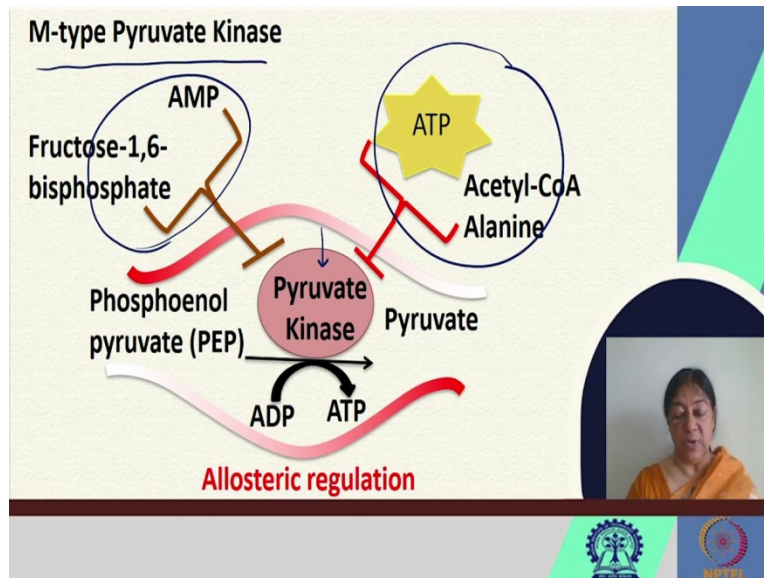 M-type Pyruvate Kinase
AMP
Fructose-1,6-
bisphosphate
ATP
Acetyl-CoA
Alanine
Phosphoenol
pyruvate (PEP)
Pyruvate
Kinase
Pyruvate
ADP
ATP
Allosteric regulation
NPTEL